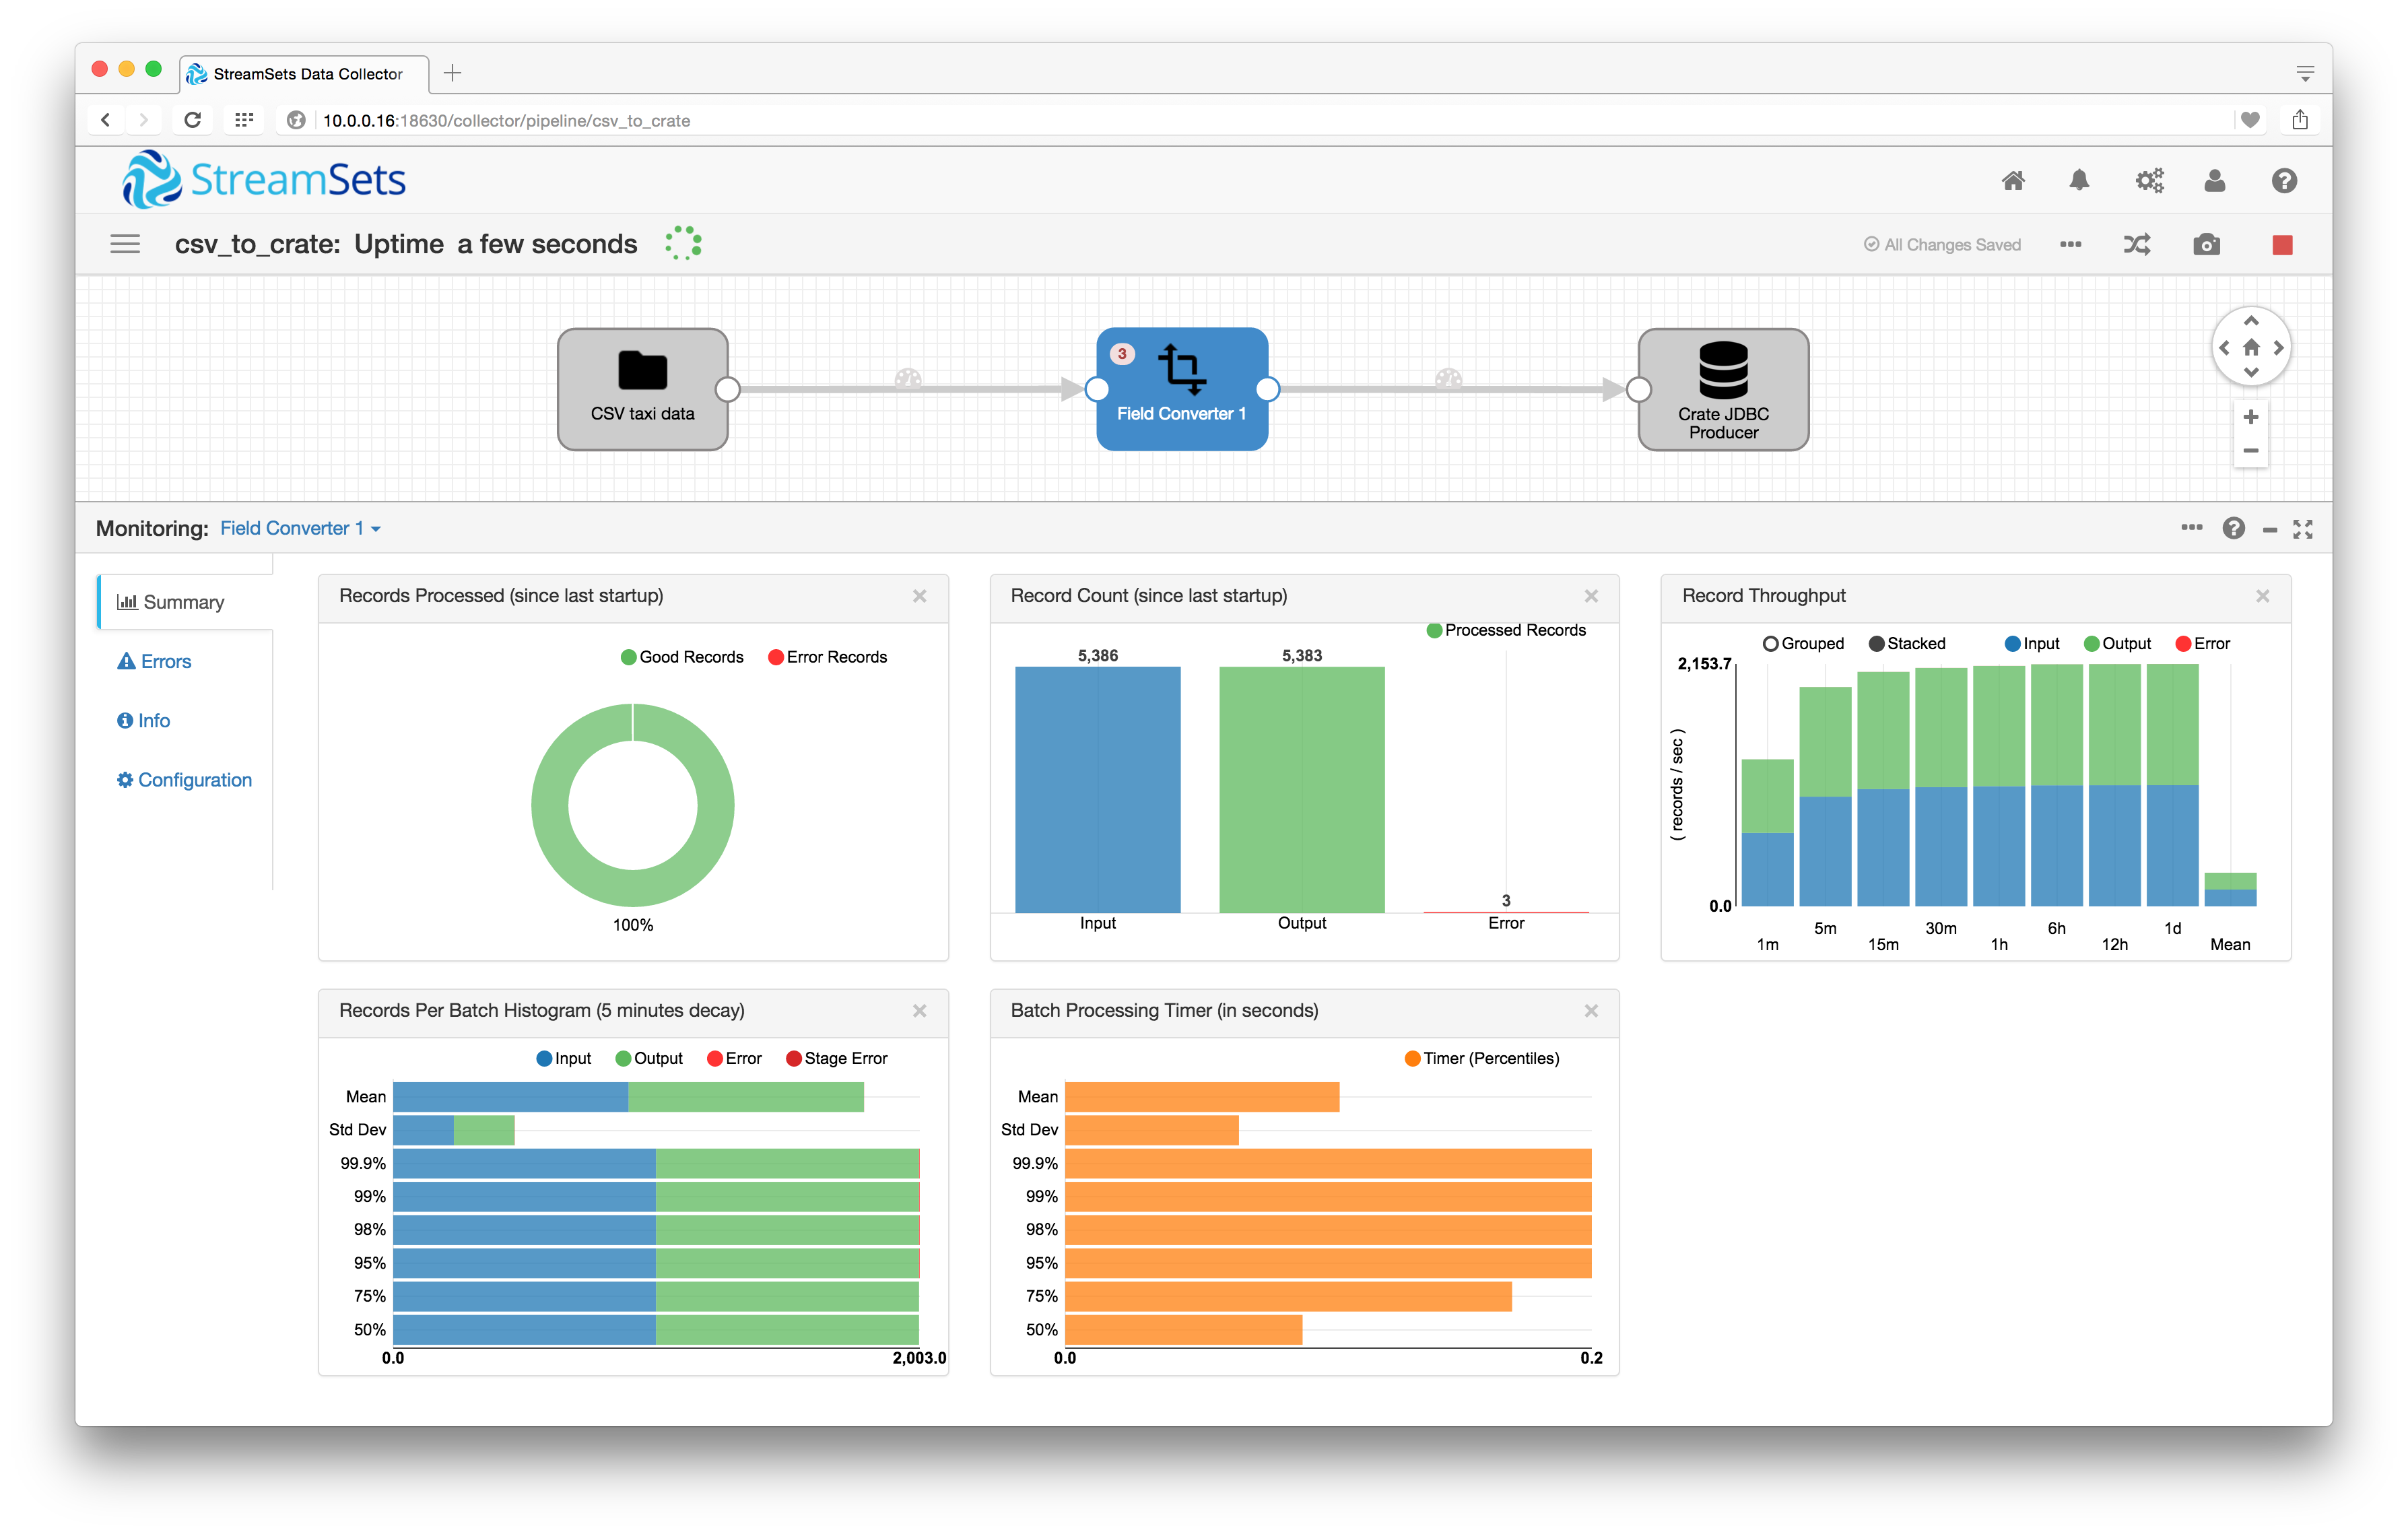 StreamSets Data Collector
10.0.0.16:18630/collector/pipeline/csv_to_crate
StreamSets
csv_to_crate: Uptime a few seconds
All Changes Saved
3
CSV taxi data
Field Converter 1
Crate JDBC
Producer
Monitoring: Field Converter 1
Summary
Errors
Info
Configuration
Records Processed (since last startup)
Good Records Error Records
100%
Record Count (since last startup)
Processed Records
5,386 5,383 3
Input Output Error
Record Throughput
Grouped Stacked Input Output Error
2,153.7
( records / sec )
0.0
1m 5m 15m 30m 1h 6h 12h 1d Mean
Records Per Batch Histogram (5 minutes decay)
Input Output Error Stage Error
Mean
Std Dev
99.9%
99%
98%
95%
75%
50%
0.0 2,003.0
Batch Processing Timer (in seconds)
Timer (Percentiles)
Mean
Std Dev
99.9%
99%
98%
95%
75%
50%
0.0 0.2